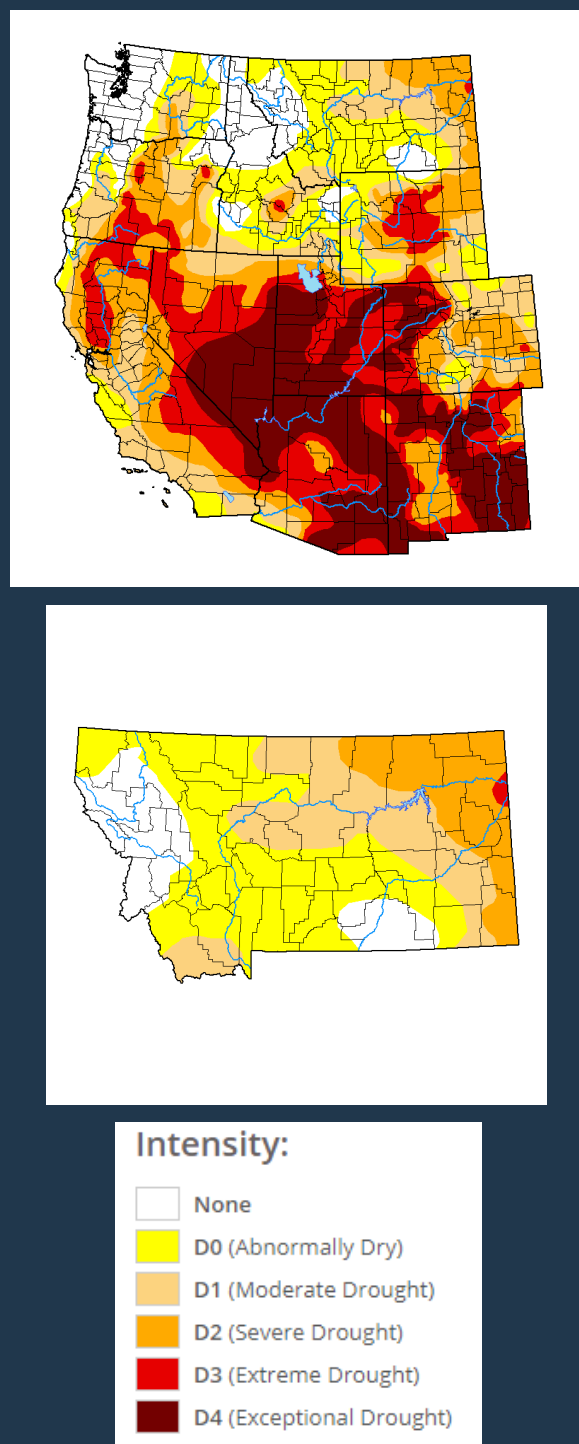 Intensity:
None
D0 (Abnormally Dry)
D1 (Moderate Drought)
D2 (Severe Drought)
D3 (Extreme Drought)
D4 (Exceptional Drought)